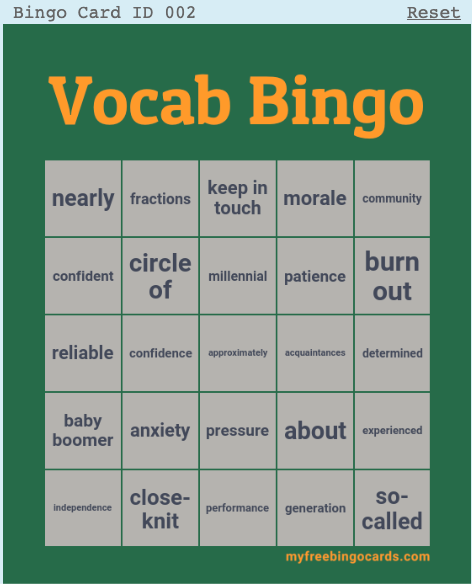 Bingo Card ID 002 Reset
Vocab Bingo
nearly fractions keep in touch morale community
confident circle of millennial patience burn out
reliable confidence approximately acquaintances determined
baby boomer anxiety pressure about experienced
independence close-knit performance generation so-called
myfreebingocards.com